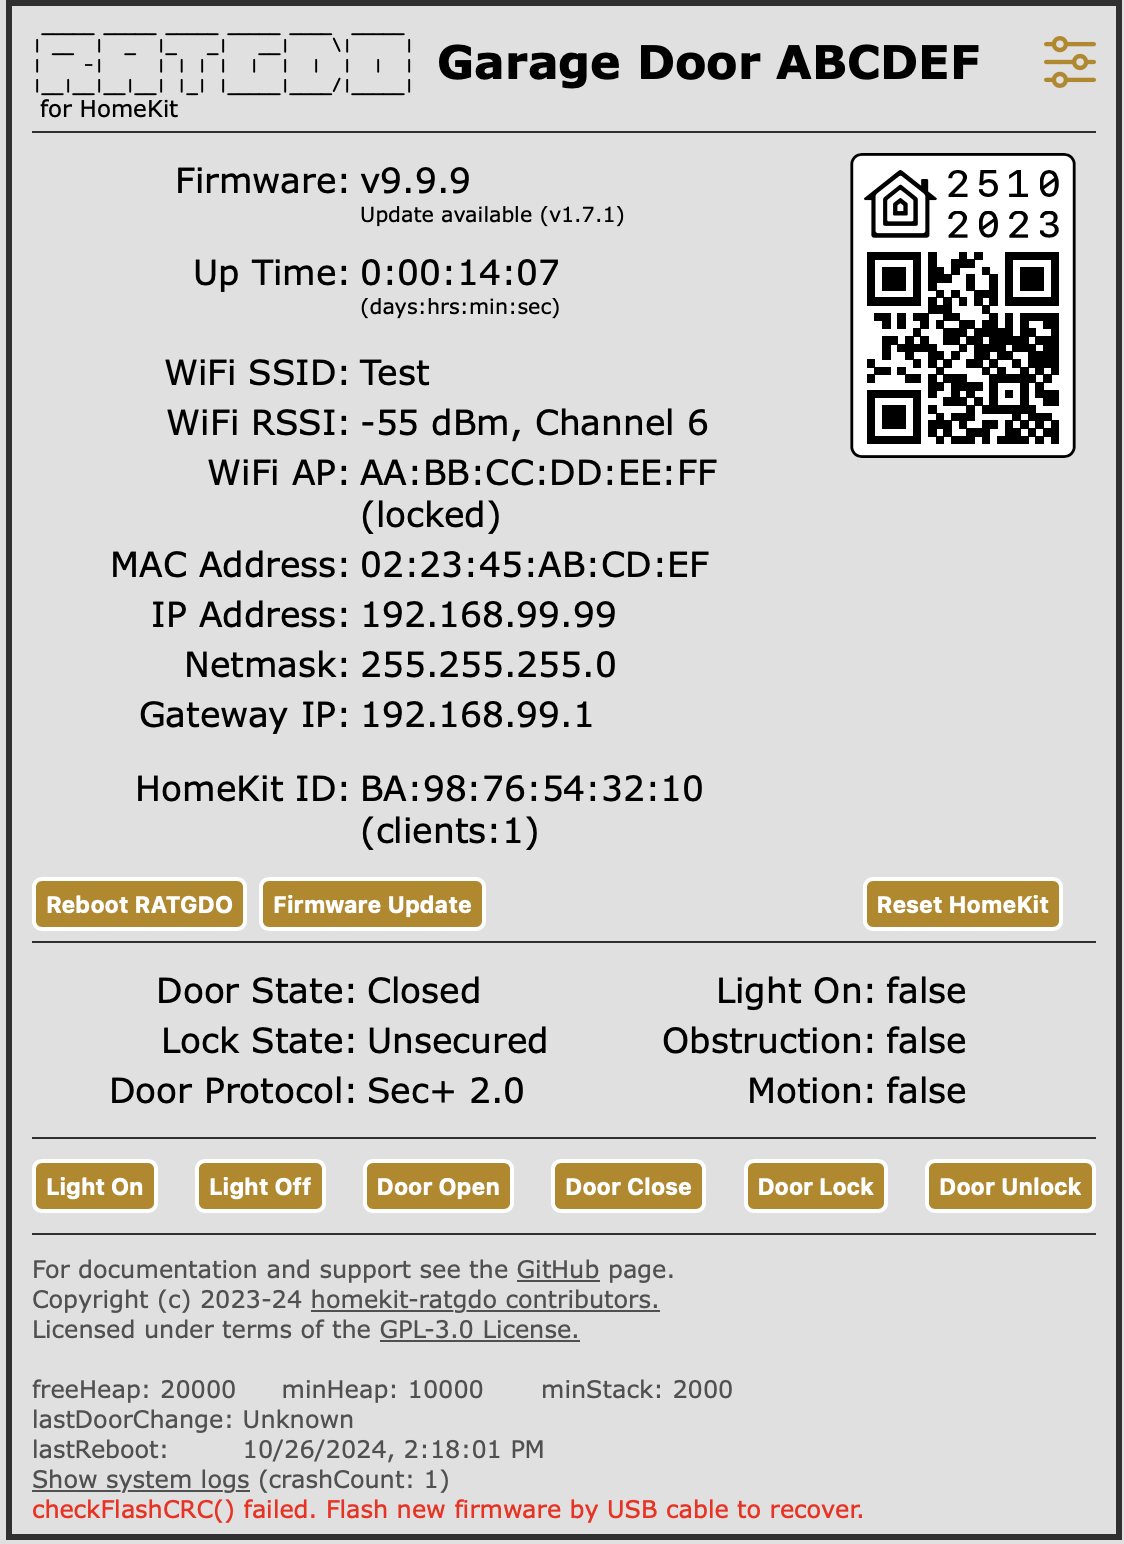 RATGDO
for HomeKit
Garage Door ABCDEF
Firmware: v9.9.9
Update available (v1.7.1)
2510
2023
Up Time: 0:00:14:07
(days:hrs:min:sec)
WiFi SSID: Test
WiFi RSSI: -55 dBm, Channel 6
WiFi AP: AA:BB:CC:DD:EE:FF
(locked)
MAC Address: 02:23:45:AB:CD:EF
IP Address: 192.168.99.99
Netmask: 255.255.255.0
Gateway IP: 192.168.99.1
HomeKit ID: BA:98:76:54:32:10
(clients:1)
Reboot RATGDO Firmware Update Reset HomeKit
Door State: Closed Light On: false
Lock State: Unsecured Obstruction: false
Door Protocol: Sec+ 2.0 Motion: false
Light On Light Off Door Open Door Close Door Lock Door Unlock
For documentation and support see the GitHub page.
Copyright (c) 2023-24 homekit-ratgdo contributors.
Licensed under terms of the GPL-3.0 License.
freeHeap: 20000 minHeap: 10000 minStack: 2000
lastDoorChange: Unknown
lastReboot: 10/26/2024, 2:18:01 PM
Show system logs (crashCount: 1)
checkFlashCRC() failed. Flash new firmware by USB cable to recover.